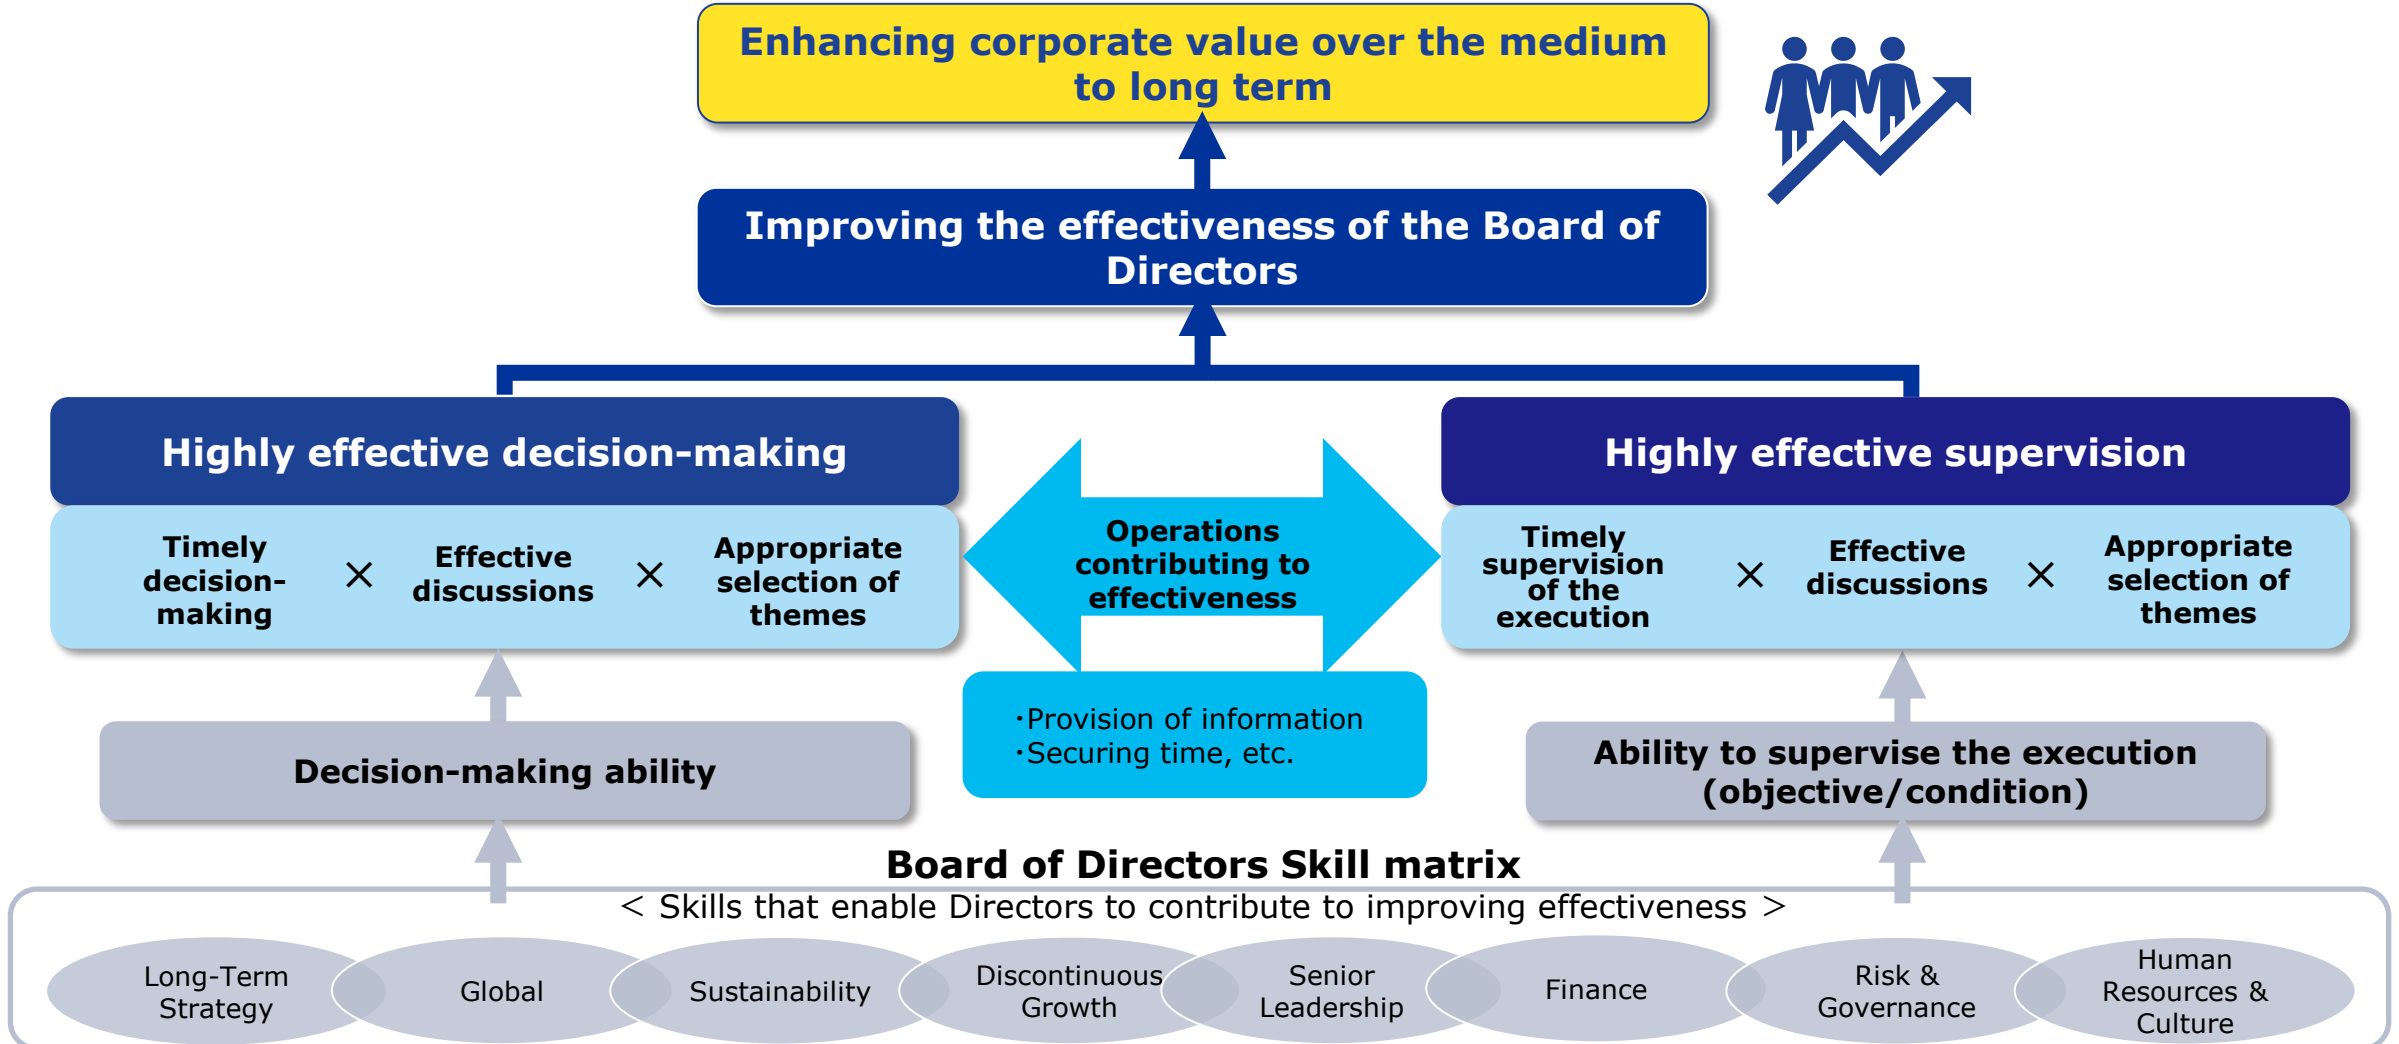 Enhancing corporate value over the medium
to long term
Improving the effectiveness of the Board of
Directors
Highly effective decision-making
Timely
decision-
making
×
Effective
discussions
×
Appropriate
selection of
themes
Operations
contributing to
effectiveness
・Provision of information
・Securing time, etc.
Highly effective supervision
Timely
supervision
of the
execution
×
Effective
discussions
×
Appropriate
selection of
themes
Decision-making ability
Ability to supervise the execution
(objective/condition)
Board of Directors Skill matrix
< Skills that enable Directors to contribute to improving effectiveness >
Long-Term
Strategy
Global
Sustainability
Discontinuous
Growth
Senior
Leadership
Finance
Risk &
Governance
Human
Resources &
Culture